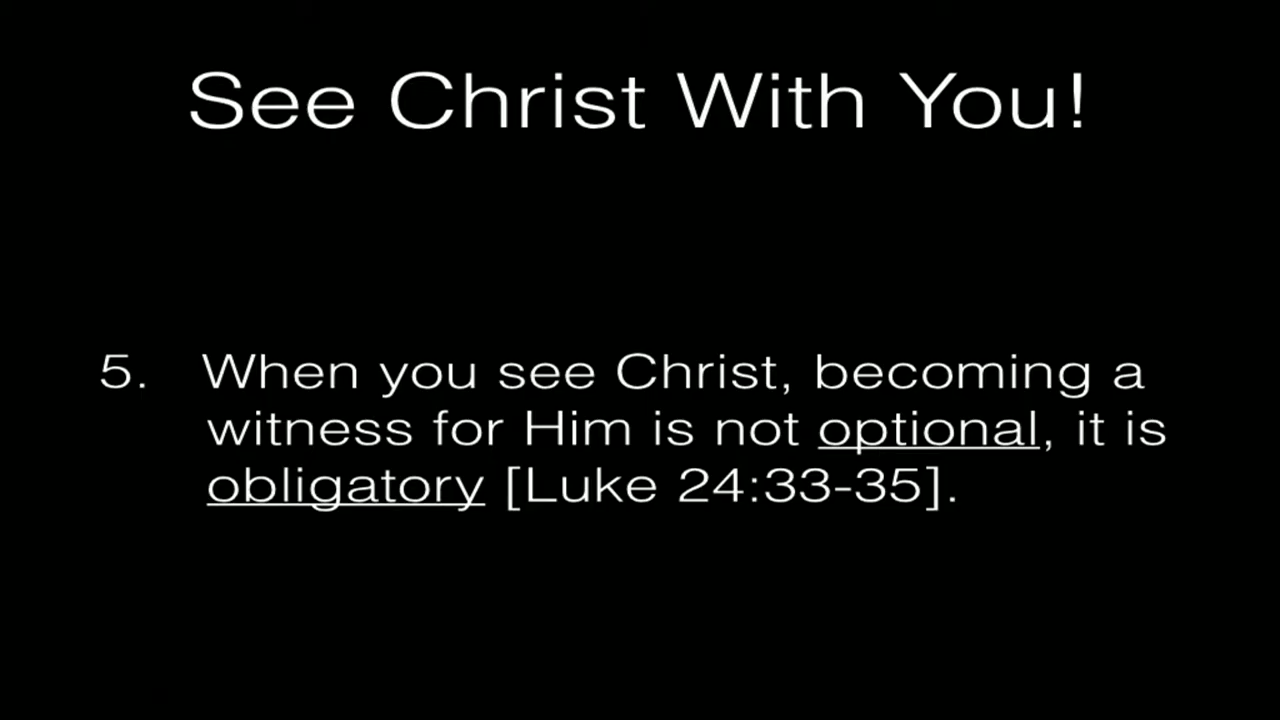 See Christ With You!
5. When you see Christ, becoming a
witness for Him is not optional, it is
obligatory [Luke 24:33-35].